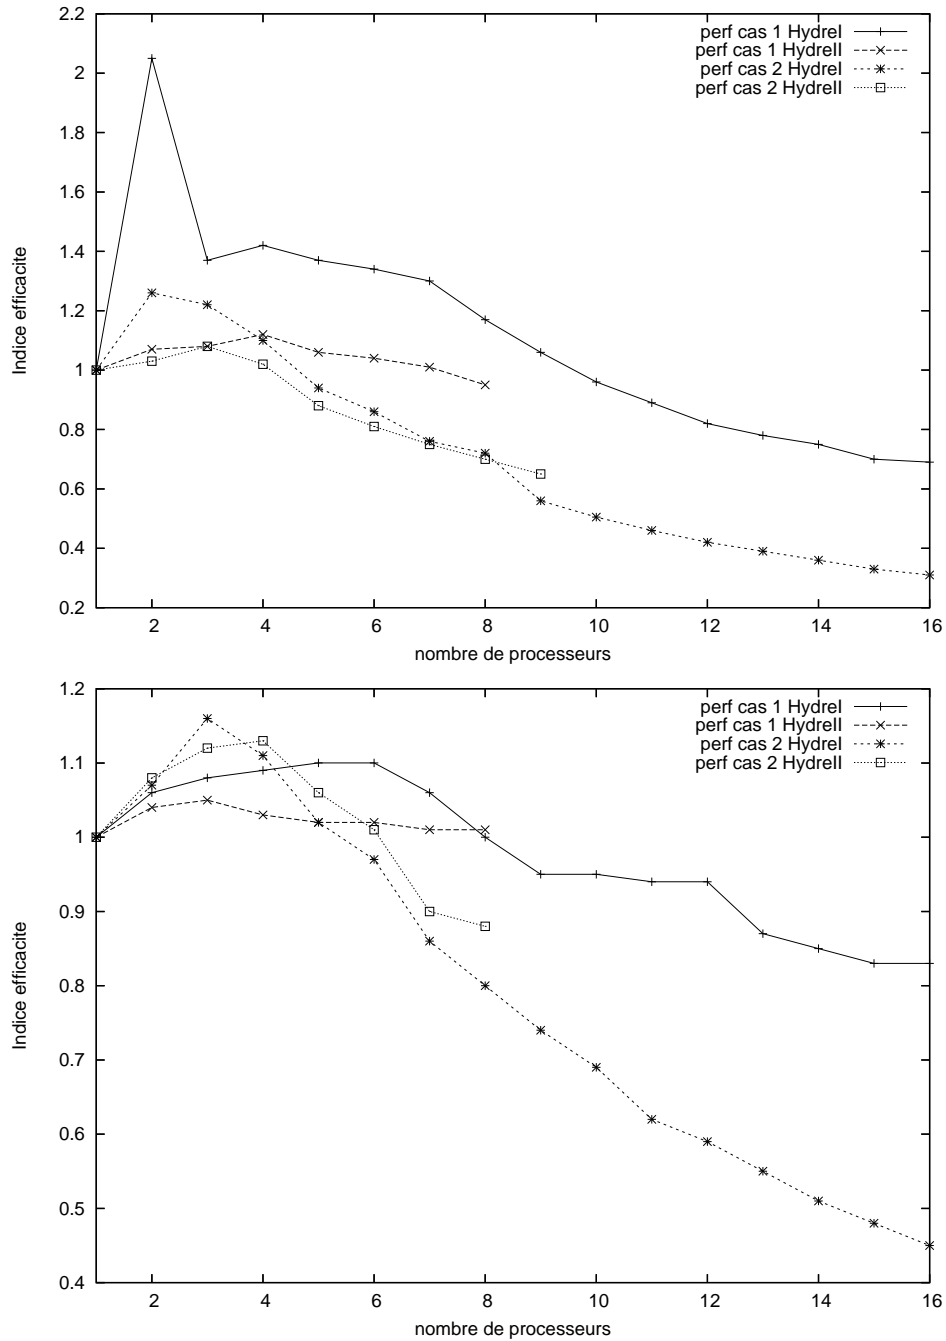 2.2
2
1.8
1.6
1.4
1.2
1
0.8
0.6
0.4
0.2
Indice efficacite
perf cas 1 HydreI
perf cas 1 HydreII
perf cas 2 HydreI
perf cas 2 HydreII
2 4 6 8 10 12 14 16
nombre de processeurs
1.2
1.1
1
0.9
0.8
0.7
0.6
0.5
0.4
Indice efficacite
perf cas 1 HydreI
perf cas 1 HydreII
perf cas 2 HydreI
perf cas 2 HydreII
2 4 6 8 10 12 14 16
nombre de processeurs